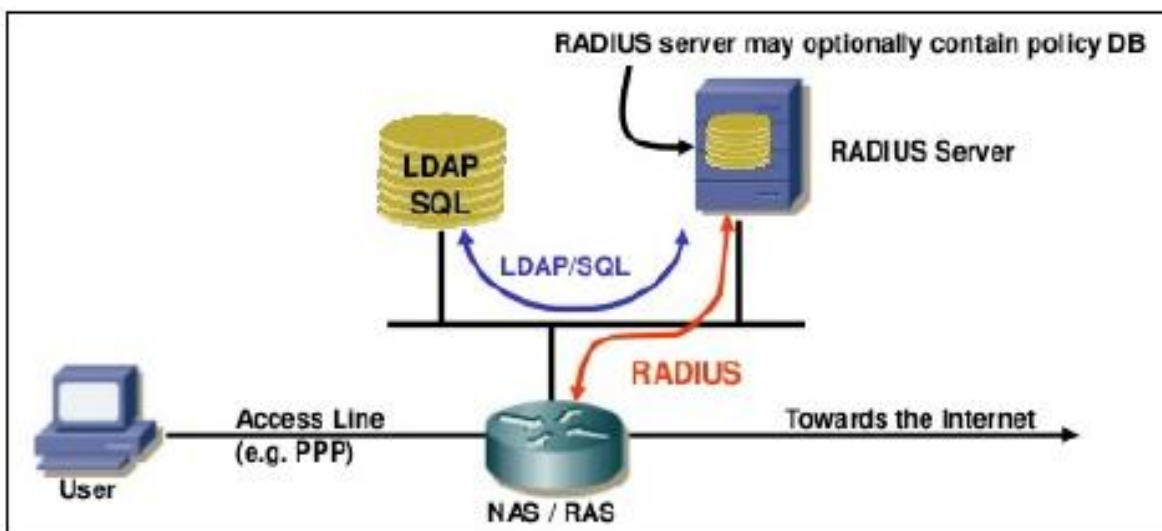 RADIUS server may optionally contain policy DB
LDAP
SQL
RADIUS Server
LDAP/SQL
RADIUS
Access Line
(e.g. PPP)
Towards the Internet
User
NAS / RAS